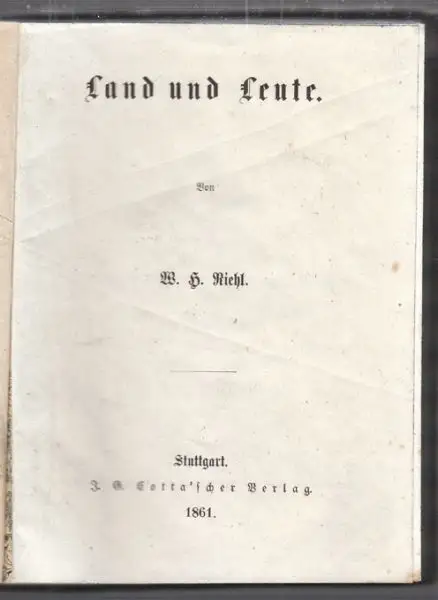 Land und Leute.
Von
W. H. Riehl.
Stuttgart.
J. G. Cotta'scher Verlag.
1861.